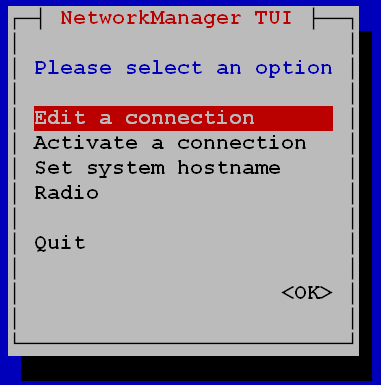 NetworkManager TUI
Please select an option
Edit a connection
Activate a connection
Set system hostname
Radio
Quit
<OK>